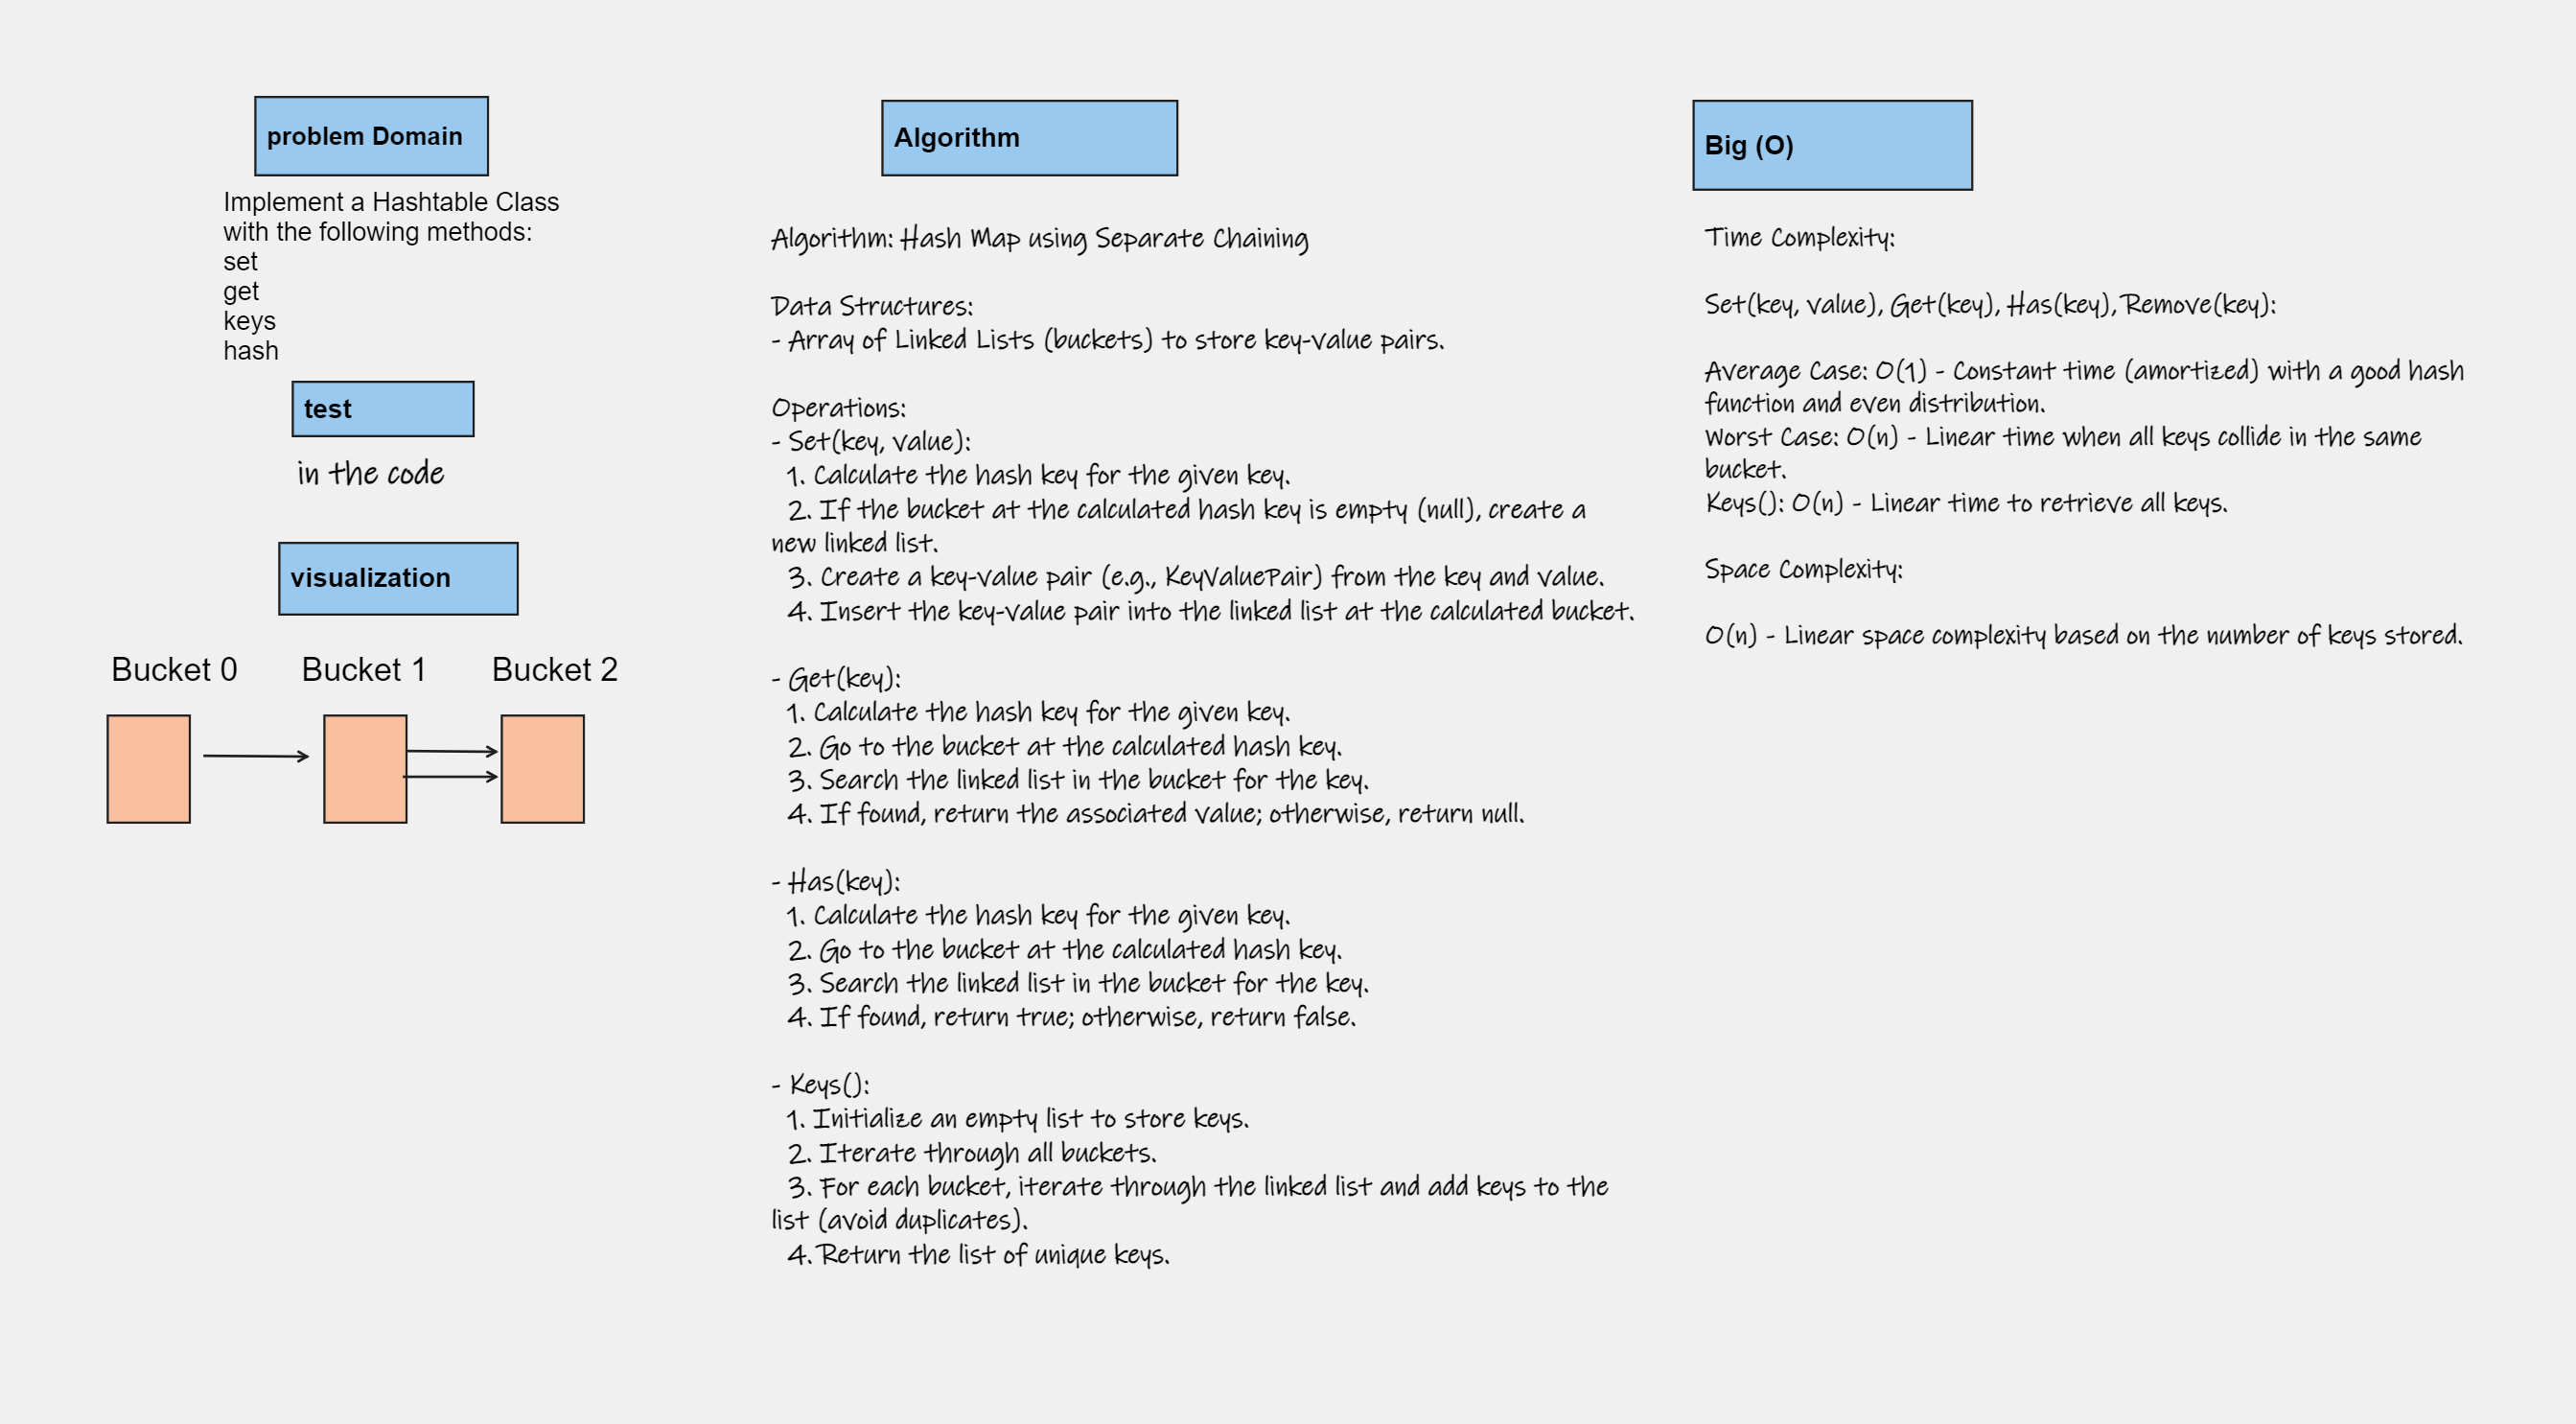 problem Domain
Implement a Hashtable Class
with the following methods:
set
get
keys
hash
test
in the code
visualization
Bucket 0
Bucket 1
Bucket 2
Algorithm
Algorithm: Hash Map using Separate Chaining
Data Structures:
- Array of Linked Lists (buckets) to store key-value pairs.
Operations:
- Set(key, value):
1. Calculate the hash key for the given key.
2. If the bucket at the calculated hash key is empty (null), create a
new linked list.
3. Create a key-value pair (e.g., KeyValuePair) from the key and value.
4. Insert the key-value pair into the linked list at the calculated bucket.
- Get(key):
1. Calculate the hash key for the given key.
2. Go to the bucket at the calculated hash key.
3. Search the linked list in the bucket for the key.
4. If found, return the associated value; otherwise, return null.
- Has(key):
1. Calculate the hash key for the given key.
2. Go to the bucket at the calculated hash key.
3. Search the linked list in the bucket for the key.
4. If found, return true; otherwise, return false.
- Keys():
1. Initialize an empty list to store keys.
2. Iterate through all buckets.
3. For each bucket, iterate through the linked list and add keys to the
list (avoid duplicates).
4. Return the list of unique keys.
Big (O)
Time Complexity:
Set(key, value), Get(key), Has(key), Remove(key):
Average Case: O(1) - Constant time (amortized) with a good hash
function and even distribution.
Worst Case: O(n) - Linear time when all keys collide in the same
bucket.
Keys(): O(n) - Linear time to retrieve all keys.
Space Complexity:
O(n) - Linear space complexity based on the number of keys stored.